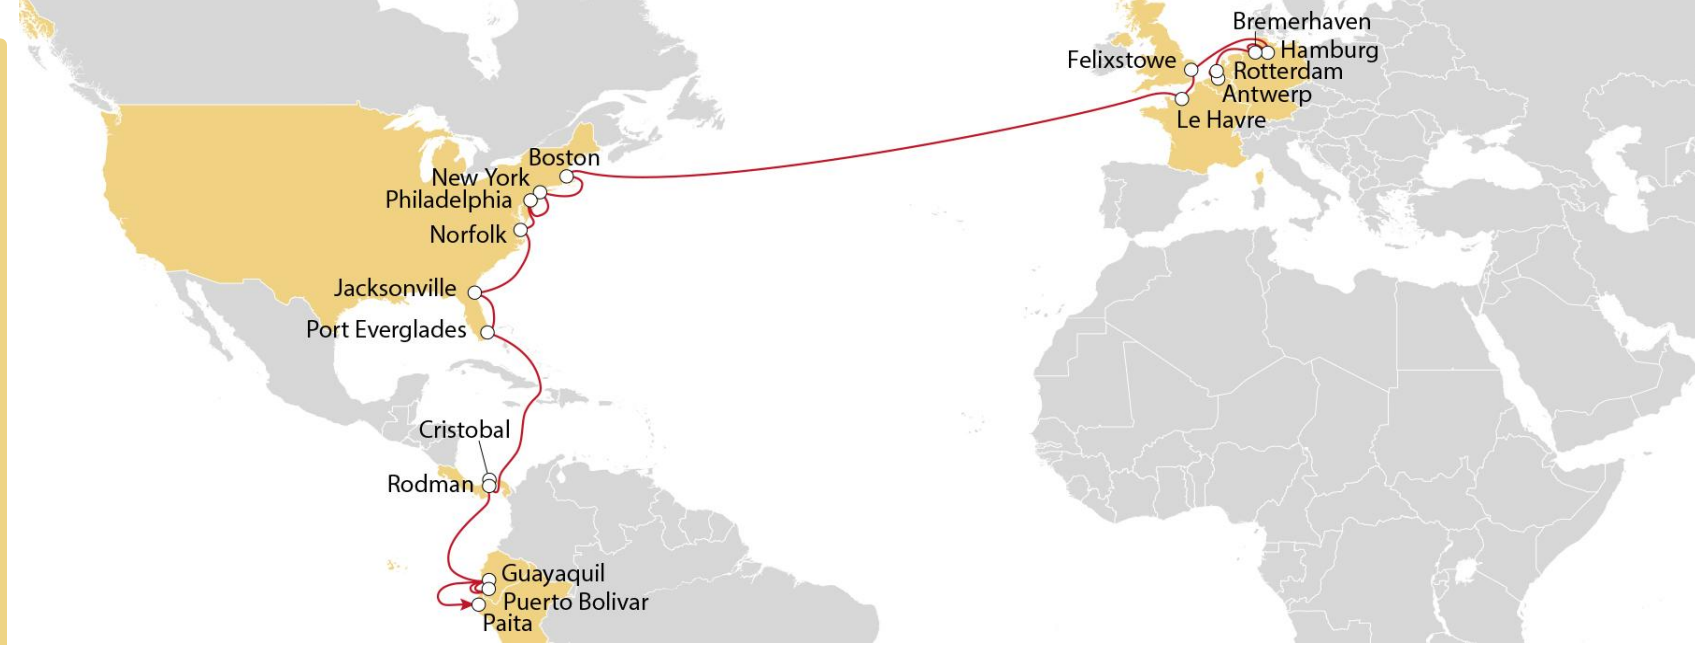 Bremerhaven
Felixstowe
Hamburg
Rotterdam
Antwerp
Le Havre
Boston
New York
Philadelphia
Norfolk
Jacksonville
Port Everglades
Cristobal
Rodman
Guayaquil
Puerto Bolivar
Paita